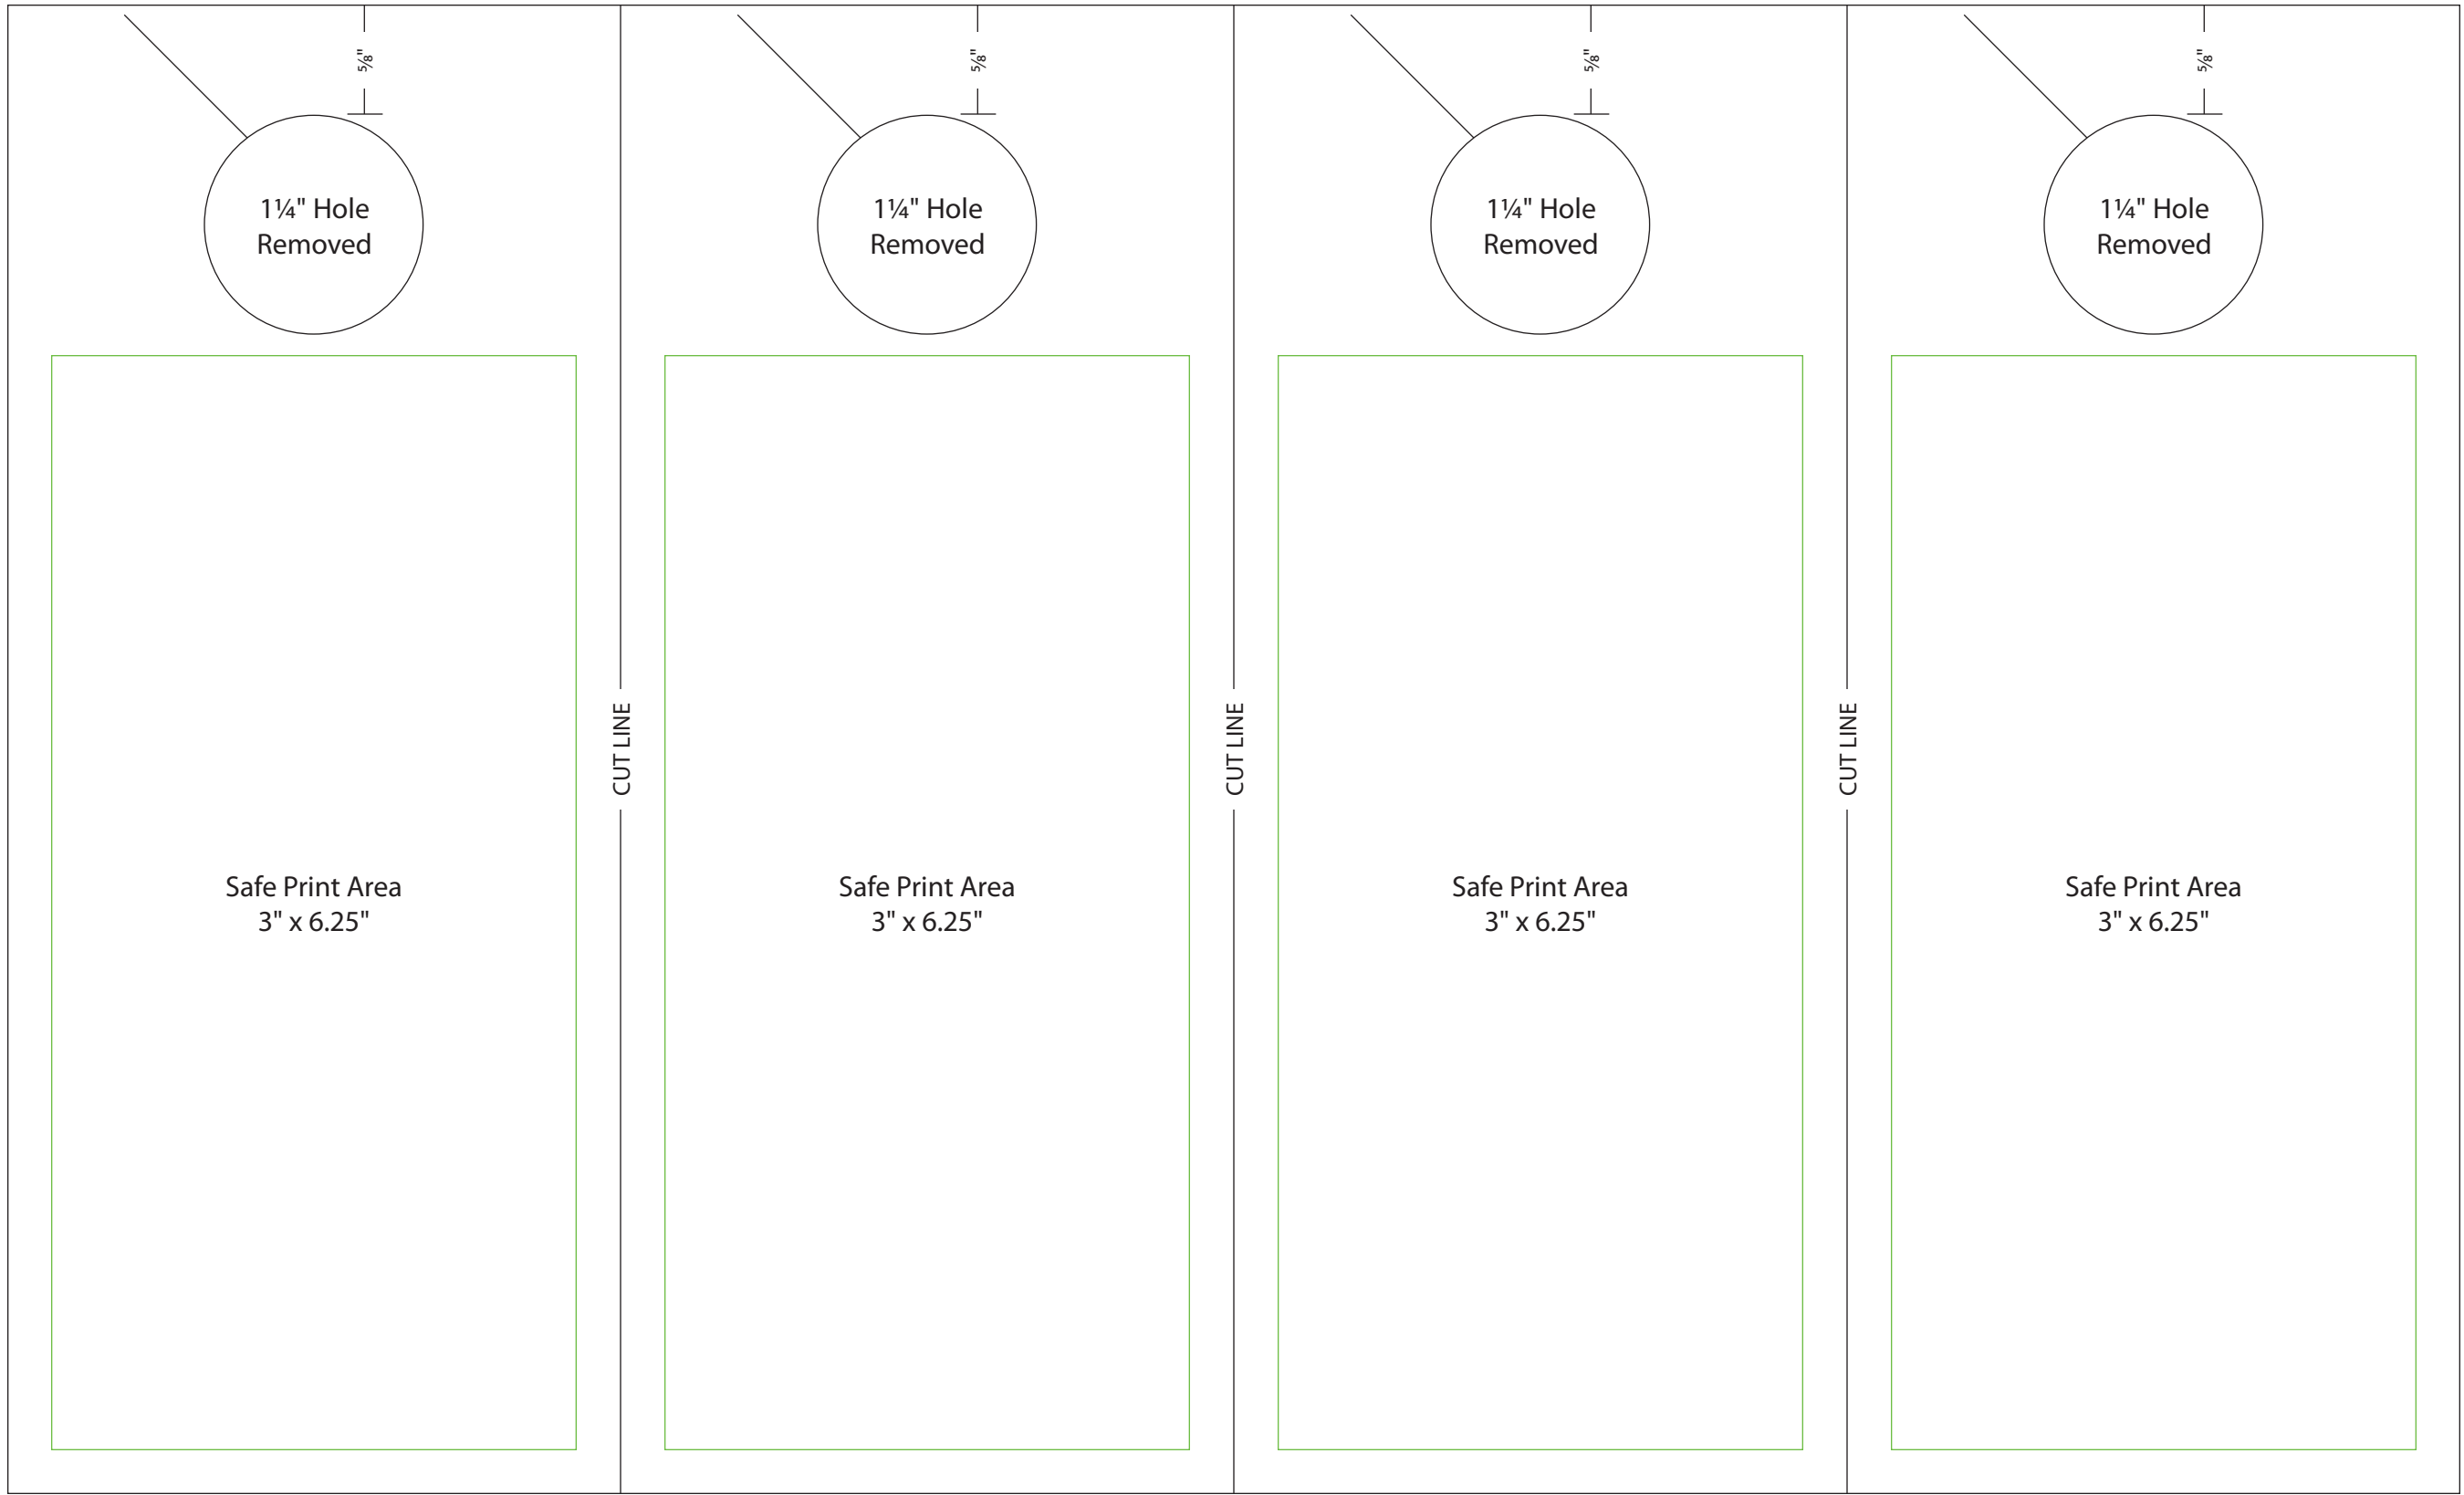 ⅝"
⅝"
⅝"
⅝"
1¼" Hole
Removed
1¼" Hole
Removed
1¼" Hole
Removed
1¼" Hole
Removed
CUT LINE
CUT LINE
CUT LINE
Safe Print Area
3" x 6.25"
Safe Print Area
3" x 6.25"
Safe Print Area
3" x 6.25"
Safe Print Area
3" x 6.25"